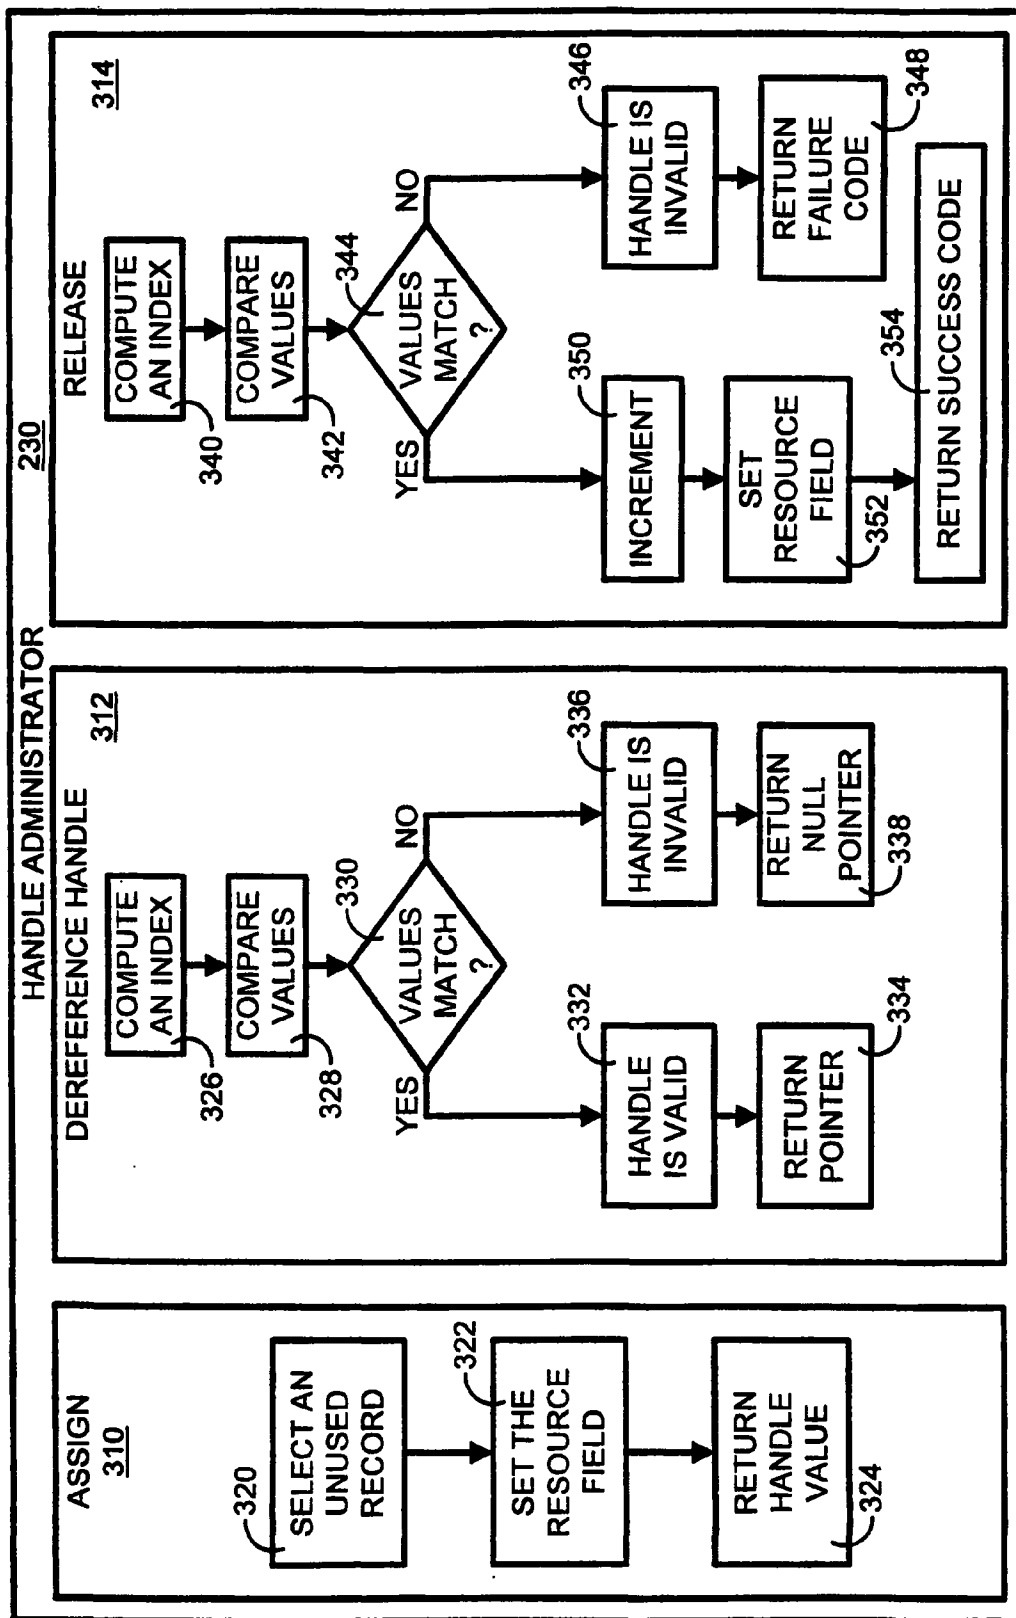 HANDLE ADMINISTRATOR
230
ASSIGN
310
320
SELECT AN
UNUSED
RECORD
322
SET THE
RESOURCE
FIELD
RETURN
HANDLE
VALUE
324
DEREFERENCE HANDLE
312
COMPUTE
AN INDEX
326
COMPARE
VALUES
328
330
VALUES
MATCH
?
YES
NO
332
HANDLE
IS VALID
334
RETURN
POINTER
336
HANDLE IS
INVALID
RETURN
NULL
POINTER
338
RELEASE
314
COMPUTE
AN INDEX
340
COMPARE
VALUES
342
344
VALUES
MATCH
?
YES
NO
350
INCREMENT
SET
RESOURCE
FIELD
352
354
RETURN SUCCESS CODE
346
HANDLE IS
INVALID
RETURN
FAILURE
CODE
348